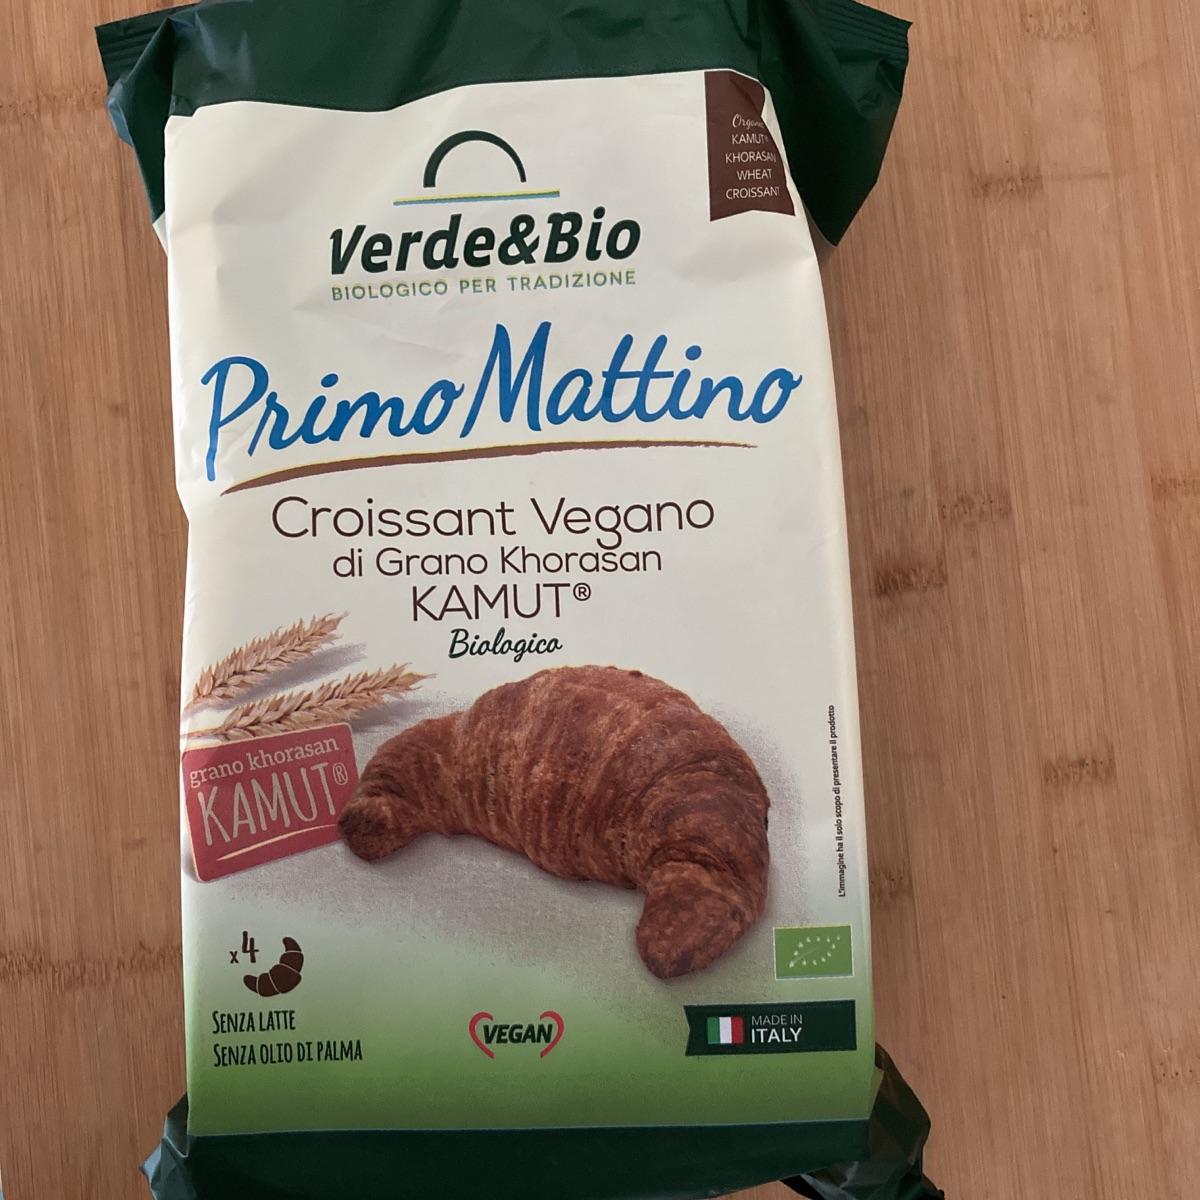 Organic
KAMUT®
KHORASAN
WHEAT
CROISSANT
Verde&Bio
BIOLOGICO PER TRADIZIONE
Primo Mattino
Croissant Vegano
di Grano Khorasan
KAMUT®
Biologico
grano khorasan
KAMUT®
L'immagine ha il solo scopo di presentare il prodotto
x4
SENZA LATTE
SENZA OLIO DI PALMA
VEGAN
MADE IN
ITALY